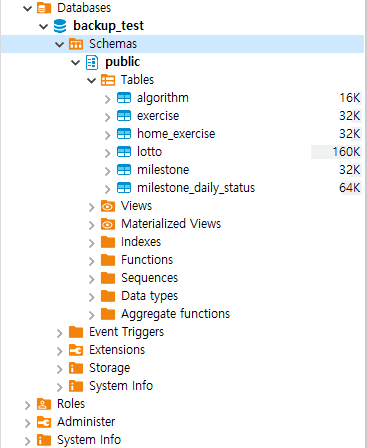 Databases
backup_test
Schemas
public
Tables
algorithm 16K
exercise 32K
home_exercise 32K
lotto 160K
milestone 32K
milestone_daily_status 64K
Views
Materialized Views
Indexes
Functions
Sequences
Data types
Aggregate functions
Event Triggers
Extensions
Storage
System Info
Roles
Administer
System Info